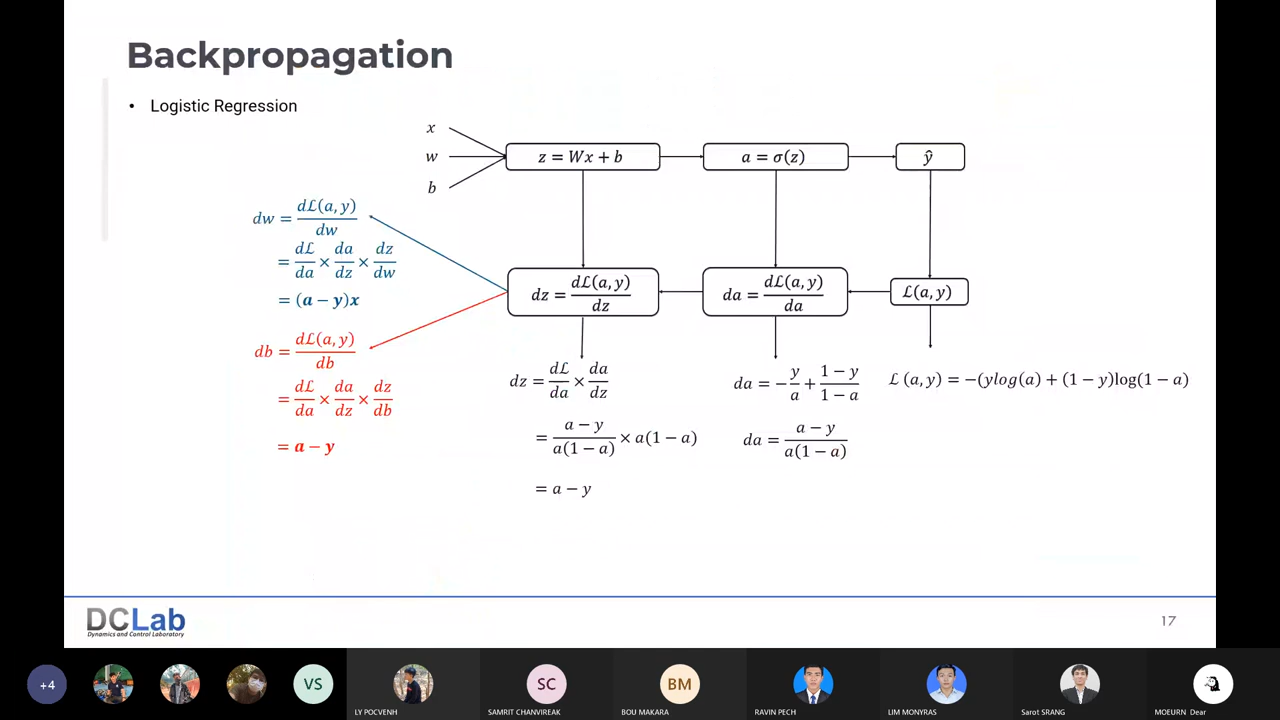 Backpropagation
• Logistic Regression
x
w
b
z = Wx + b
a = σ(z)
ŷ
dw = dℒ(a, y) / dw
= dℒ/da × da/dz × dz/dw
= (a − y)x
db = dℒ(a, y) / db
= dℒ/da × da/dz × dz/db
= a − y
dz = dℒ(a, y) / dz
da = dℒ(a, y) / da
ℒ(a, y)
dz = dℒ/da × da/dz
= a − y / a(1 − a) × a(1 − a)
= a − y
da = − y/a + 1 − y / 1 − a
da = a − y / a(1 − a)
ℒ (a, y) = −(ylog(a) + (1 − y)log(1 − a)
DCLab
Dynamics and Control Laboratory
17
+4
VS
LY POCVENH
SC
SAMRIT CHANVIREAK
BM
BOU MAKARA
RAVIN PECH
LIM MONYRAS
Sarot SRANG
MOEURN Dear